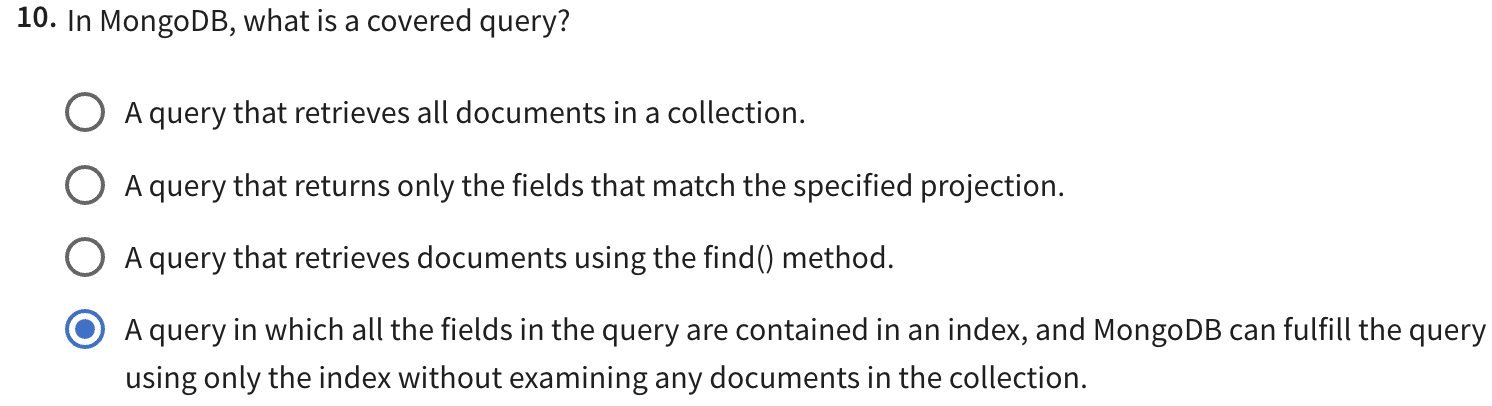 10. In MongoDB, what is a covered query?
A query that retrieves all documents in a collection.
A query that returns only the fields that match the specified projection.
A query that retrieves documents using the find() method.
A query in which all the fields in the query are contained in an index, and MongoDB can fulfill the query
using only the index without examining any documents in the collection.